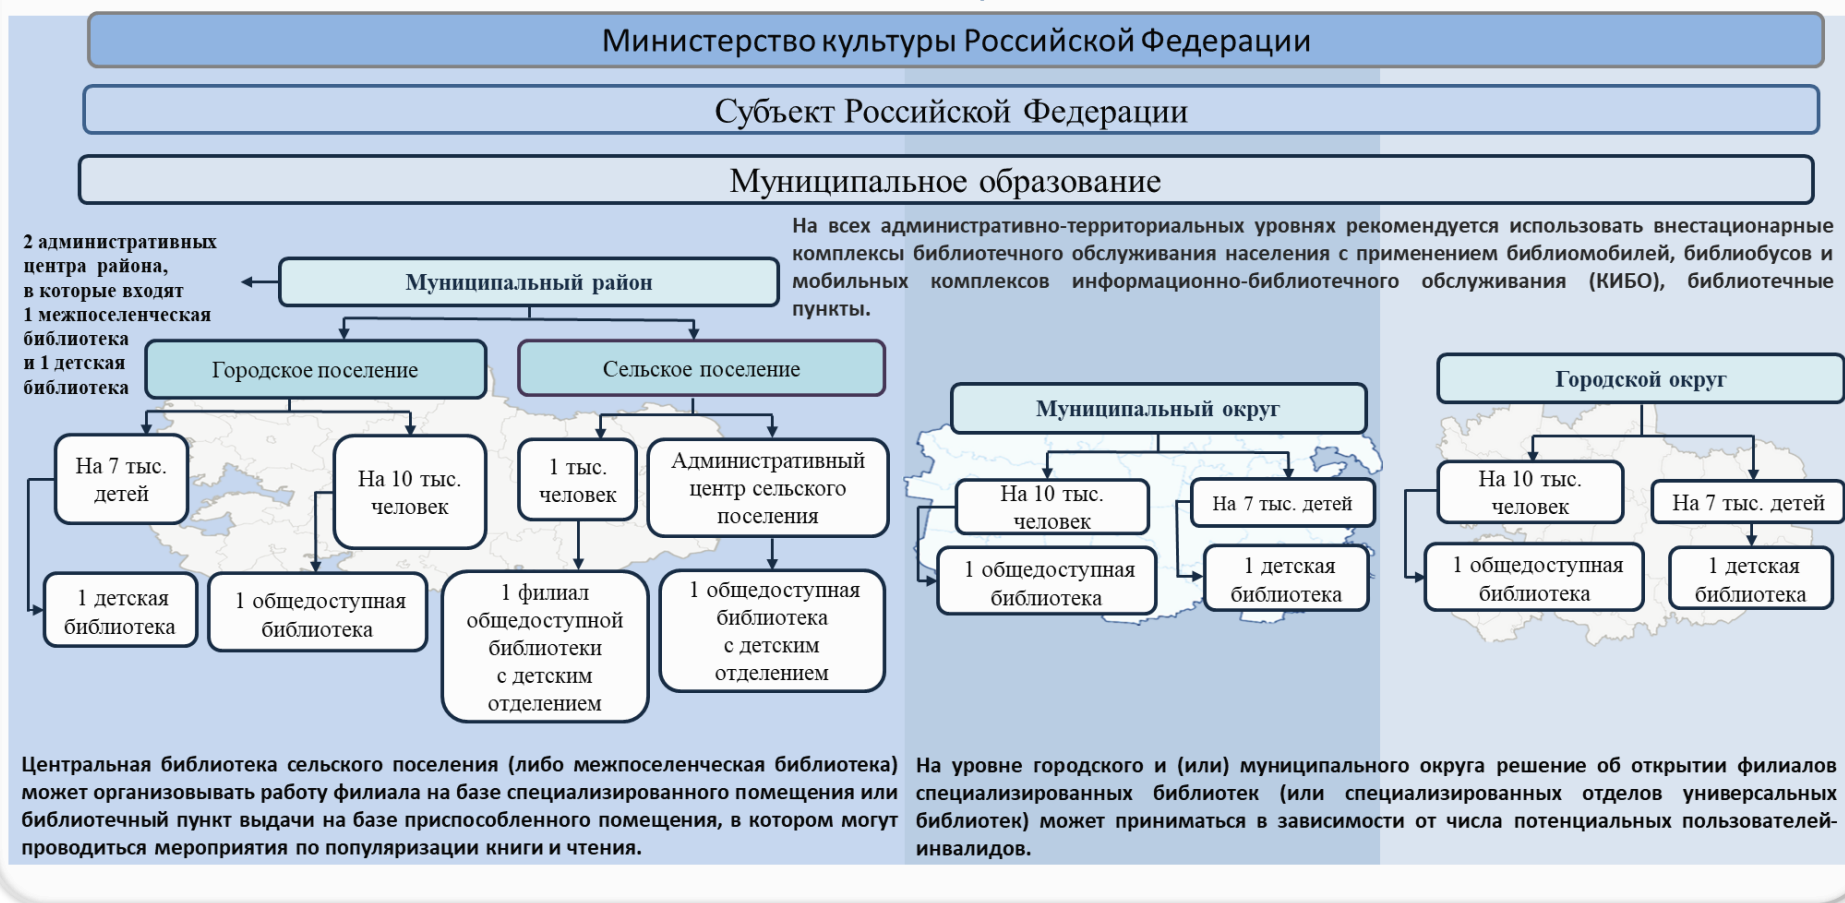 Министерство культуры Российской Федерации
Субъект Российской Федерации
Муниципальное образование
На всех административно-территориальных уровнях рекомендуется использовать внестационарные
комплексы библиотечного обслуживания населения с применением библиомобилей, библиобусов и
мобильных комплексов информационно-библиотечного обслуживания (КИБО), библиотечные
пункты.
2 административных
центра района,
в которые входят
1 межпоселенческая
библиотека
и 1 детская
библиотека
Муниципальный район
Городское поселение
Сельское поселение
На 7 тыс.
детей
На 10 тыс.
человек
1 тыс.
человек
Административный
центр сельского
поселения
1 детская
библиотека
1 общедоступная
библиотека
1 филиал
общедоступной
библиотеки
с детским
отделением
1 общедоступная
библиотека
с детским
отделением
Муниципальный округ
На 10 тыс.
человек
На 7 тыс. детей
1 общедоступная
библиотека
1 детская
библиотека
Городской округ
На 10 тыс.
человек
На 7 тыс. детей
1 общедоступная
библиотека
1 детская
библиотека
Центральная библиотека сельского поселения (либо межпоселенческая библиотека)
может организовывать работу филиала на базе специализированного помещения или
библиотечный пункт выдачи на базе приспособленного помещения, в котором могут
проводиться мероприятия по популяризации книги и чтения.
На уровне городского и (или) муниципального округа решение об открытии филиалов
специализированных библиотек (или специализированных отделов универсальных
библиотек) может приниматься в зависимости от числа потенциальных пользователей-
инвалидов.